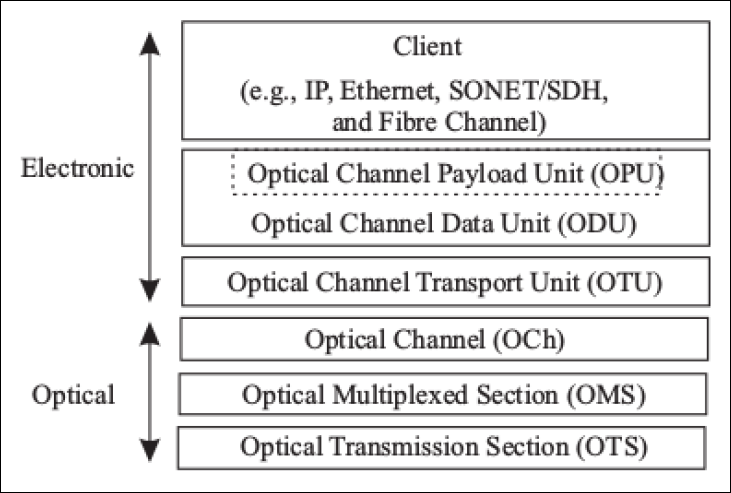 Client
(e.g., IP, Ethernet, SONET/SDH,
and Fibre Channel)
Electronic
Optical Channel Payload Unit (OPU)
Optical Channel Data Unit (ODU)
Optical Channel Transport Unit (OTU)
Optical Channel (OCh)
Optical
Optical Multiplexed Section (OMS)
Optical Transmission Section (OTS)